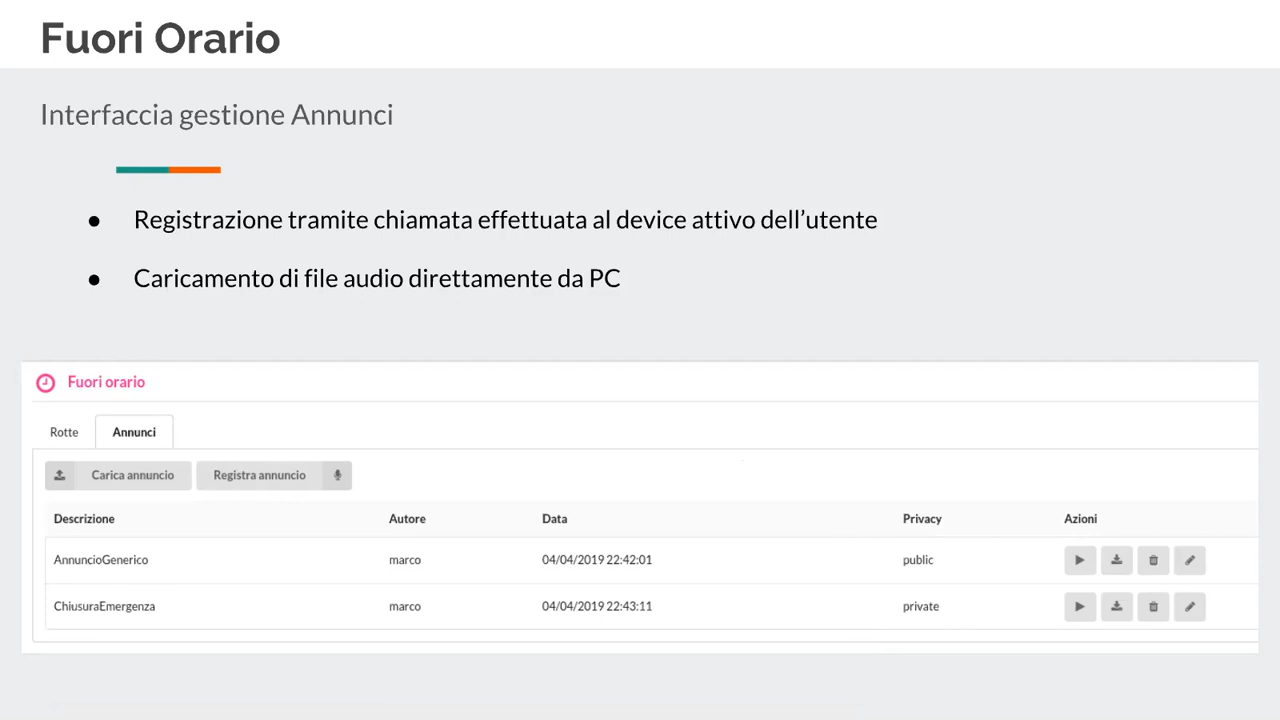 Fuori Orario
Interfaccia gestione Annunci
● Registrazione tramite chiamata effettuata al device attivo dell’utente
● Caricamento di file audio direttamente da PC
Fuori orario
Rotte Annunci
Carica annuncio Registra annuncio
Descrizione Autore Data Privacy Azioni
AnnuncioGenerico marco 04/04/2019 22:42:01 public
ChiusuraEmergenza marco 04/04/2019 22:43:11 private